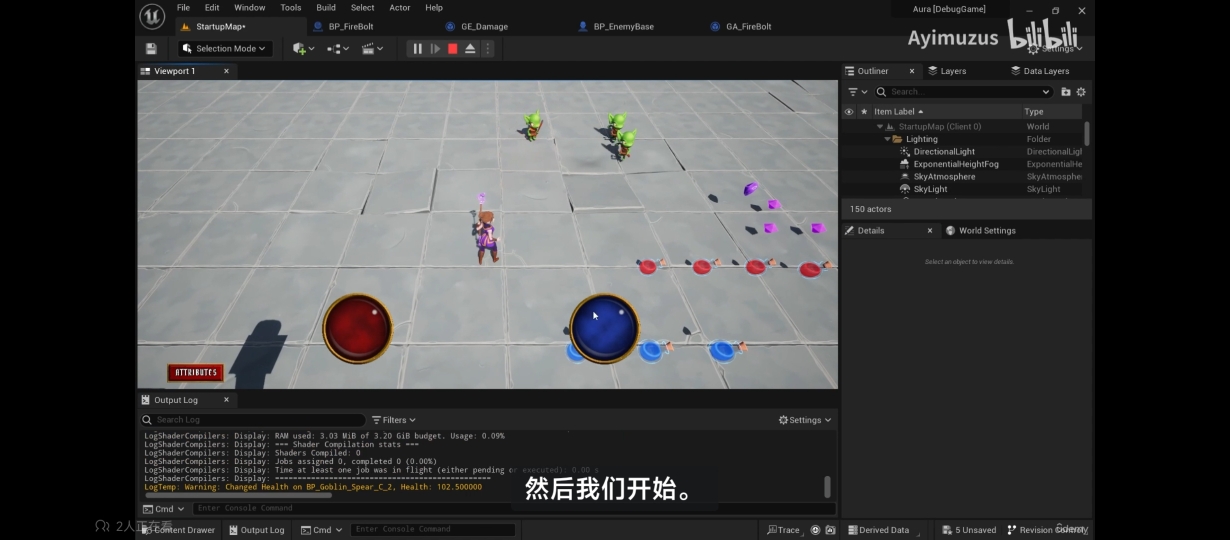 File Edit Window Tools Build Select Actor Help
Aura [DebugGame]
StartupMap*
BP_FireBolt
GE_Damage
BP_EnemyBase
GA_FireBolt
Ayimuzus bilibili
Selection Mode
Settings
Viewport 1
Outliner
Layers
Data Layers
Search...
Item Label
Type
StartupMap (Client 0) World
Lighting Folder
DirectionalLight DirectionalLigh
ExponentialHeightFog ExponentialHe
SkyAtmosphere SkyAtmosphe
SkyLight SkyLight
150 actors
Details
World Settings
Select an object to view details.
ATTRIBUTES
Output Log
Search Log
Filters
Settings
LogShaderCompilers: Display: RAM used: 3.03 MiB of 3.20 GiB budget. Usage: 0.09%
LogShaderCompilers: Display: === Shader Compilation stats ===
LogShaderCompilers: Display: Shaders Compiled: 0
LogShaderCompilers: Display: Jobs assigned 0, completed 0 (0.00%)
LogShaderCompilers: Display: Time at least one job was in flight (either pending or executed): 0.00 s
LogShaderCompilers: Display: ================================================
LogTemp: Warning: Changed Health on BP_Goblin_Spear_C_2, Health: 102.500000
然后我们开始。
Cmd
Enter Console Command
2人正在看
Content Drawer
Output Log
Cmd
Enter Console Command
Trace
Derived Data
5 Unsaved
Revision Control
Udemy